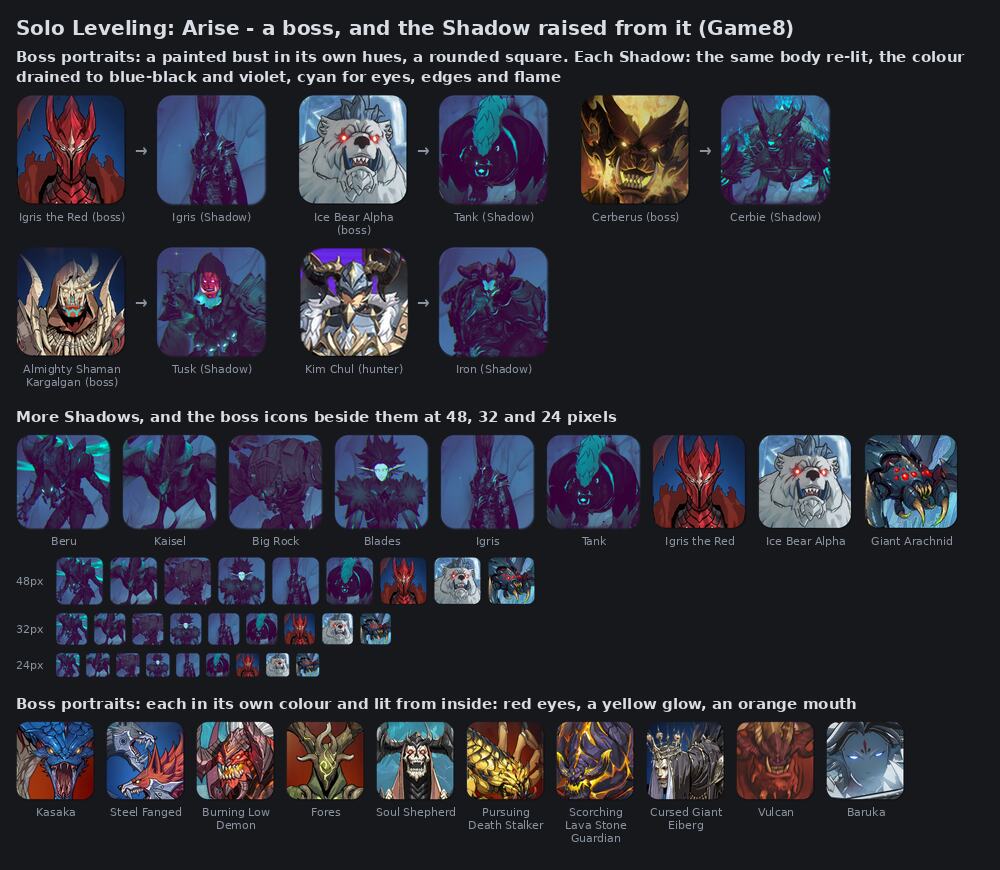 Solo Leveling: Arise - a boss, and the Shadow raised from it (Game8)
Boss portraits: a painted bust in its own hues, a rounded square. Each Shadow: the same body re-lit, the colour
drained to blue-black and violet, cyan for eyes, edges and flame
→ → →
Igris the Red (boss) Igris (Shadow) Ice Bear Alpha Tank (Shadow) Cerberus (boss) Cerbie (Shadow)
(boss)
→ →
Almighty Shaman Tusk (Shadow) Kim Chul (hunter) Iron (Shadow)
Kargalgan (boss)
More Shadows, and the boss icons beside them at 48, 32 and 24 pixels
Beru Kaisel Big Rock Blades Igris Tank Igris the Red Ice Bear Alpha Giant Arachnid
48px
32px
24px
Boss portraits: each in its own colour and lit from inside: red eyes, a yellow glow, an orange mouth
Kasaka Steel Fanged Burning Low Fores Soul Shepherd Pursuing Scorching Cursed Giant Vulcan Baruka
Demon Death Stalker Lava Stone Eiberg
Guardian